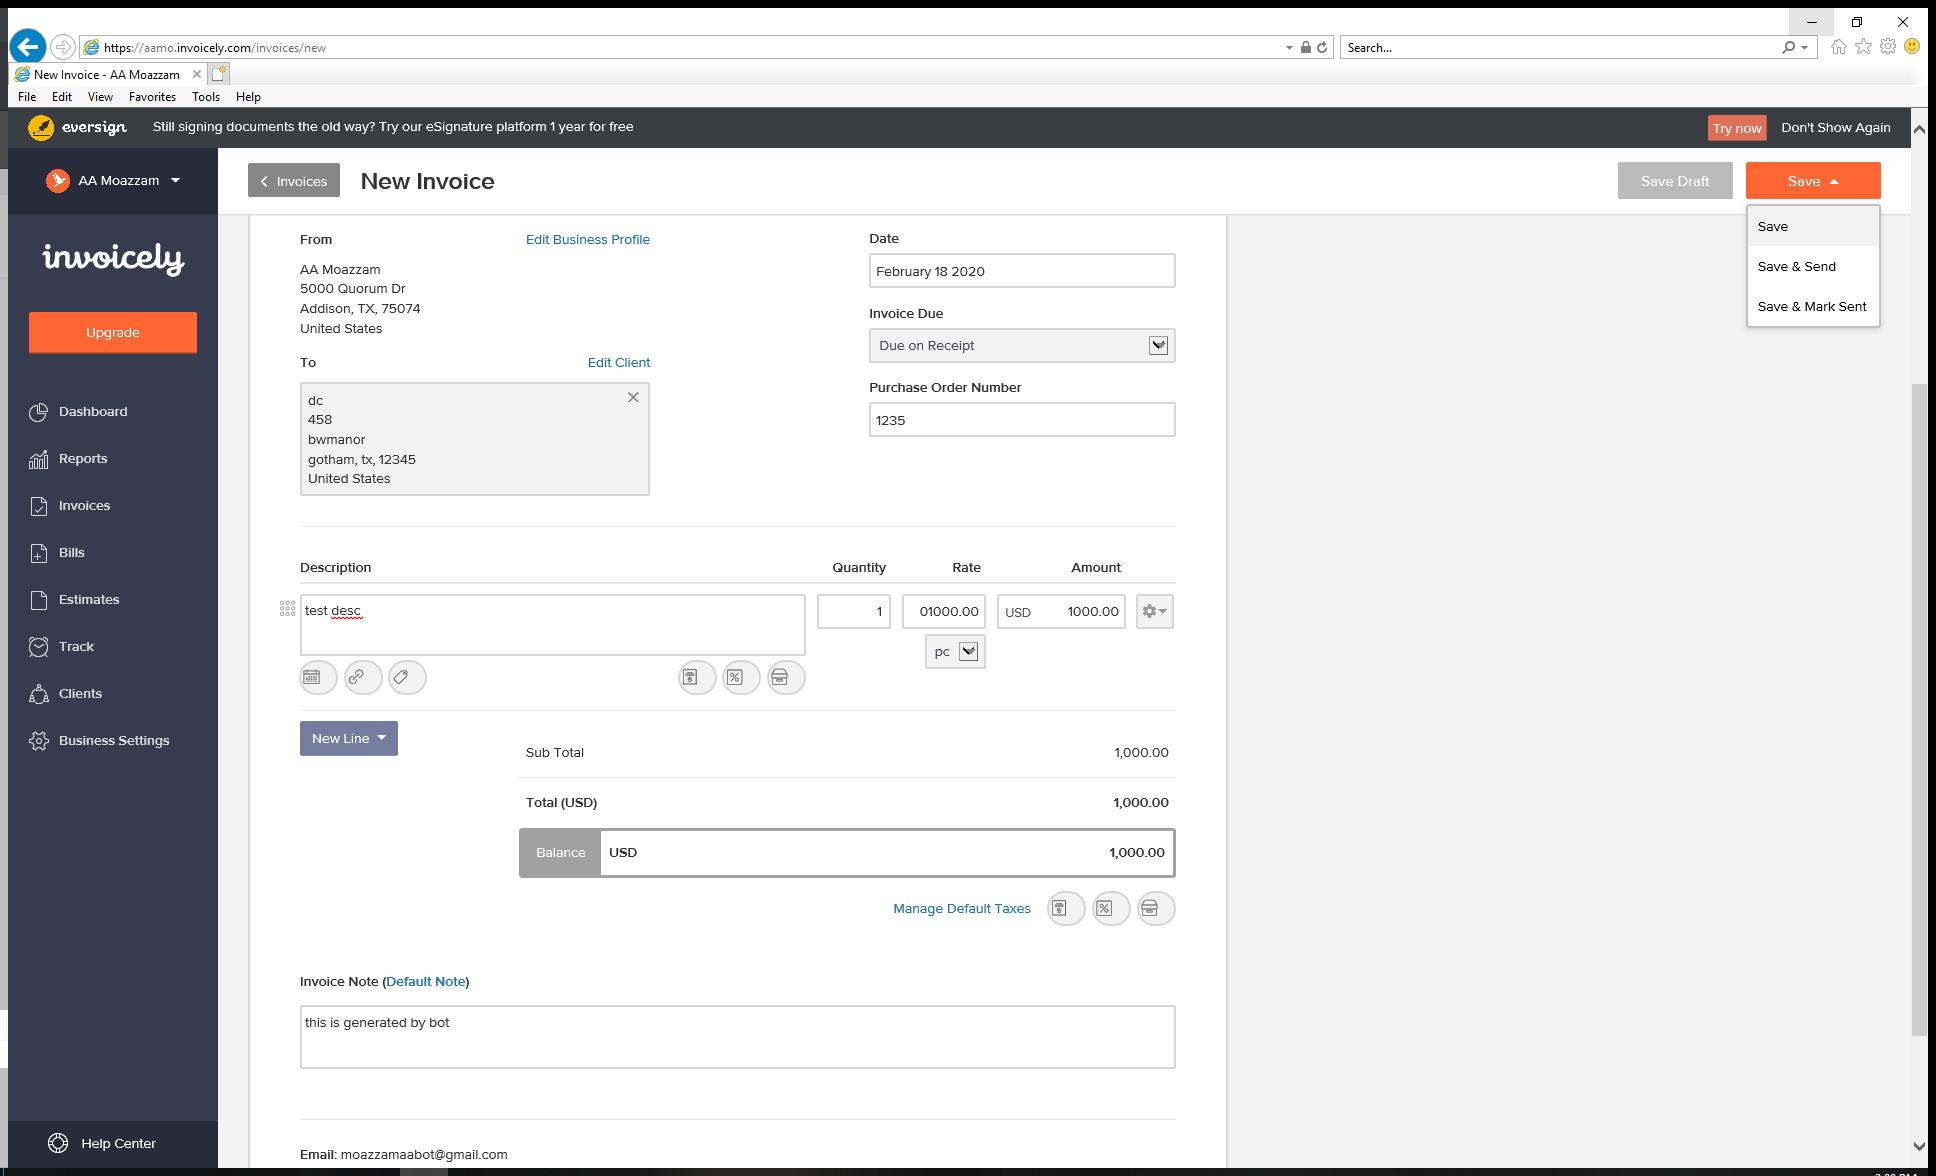 https://aamo.invoicely.com/invoices/new
Search...
New Invoice - AA Moazzam
File Edit View Favorites Tools Help
eversign Still signing documents the old way? Try our eSignature platform 1 year for free Try now Don't Show Again
AA Moazzam
Invoices
New Invoice
Save Draft
Save
Save
Save & Send
Save & Mark Sent
invoicely
Upgrade
Dashboard
Reports
Invoices
Bills
Estimates
Track
Clients
Business Settings
Help Center
From Edit Business Profile
AA Moazzam
5000 Quorum Dr
Addison, TX, 75074
United States
To Edit Client
dc
458
bwmanor
gotham, tx, 12345
United States
Date
February 18 2020
Invoice Due
Due on Receipt
Purchase Order Number
1235
Description Quantity Rate Amount
test desc 1 01000.00 USD 1000.00
pc
New Line
Sub Total 1,000.00
Total (USD) 1,000.00
Balance USD 1,000.00
Manage Default Taxes
Invoice Note (Default Note)
this is generated by bot
Email: moazzamaabot@gmail.com